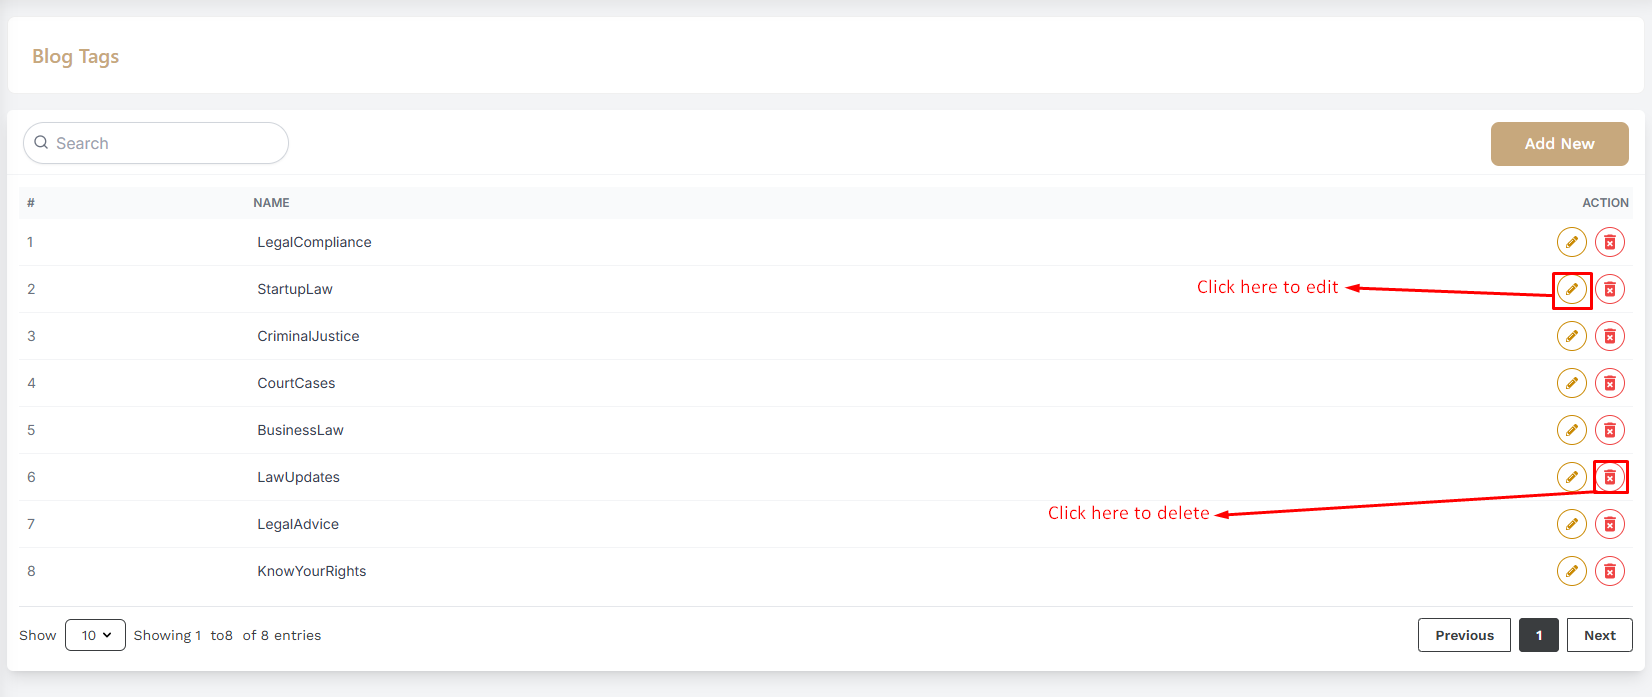 Blog Tags
Search
Add New
# NAME ACTION
1 LegalCompliance
2 StartupLaw Click here to edit
3 CriminalJustice
4 CourtCases
5 BusinessLaw
6 LawUpdates
Click here to delete
7 LegalAdvice
8 KnowYourRights
Show 10 Showing 1 to8 of 8 entries Previous 1 Next